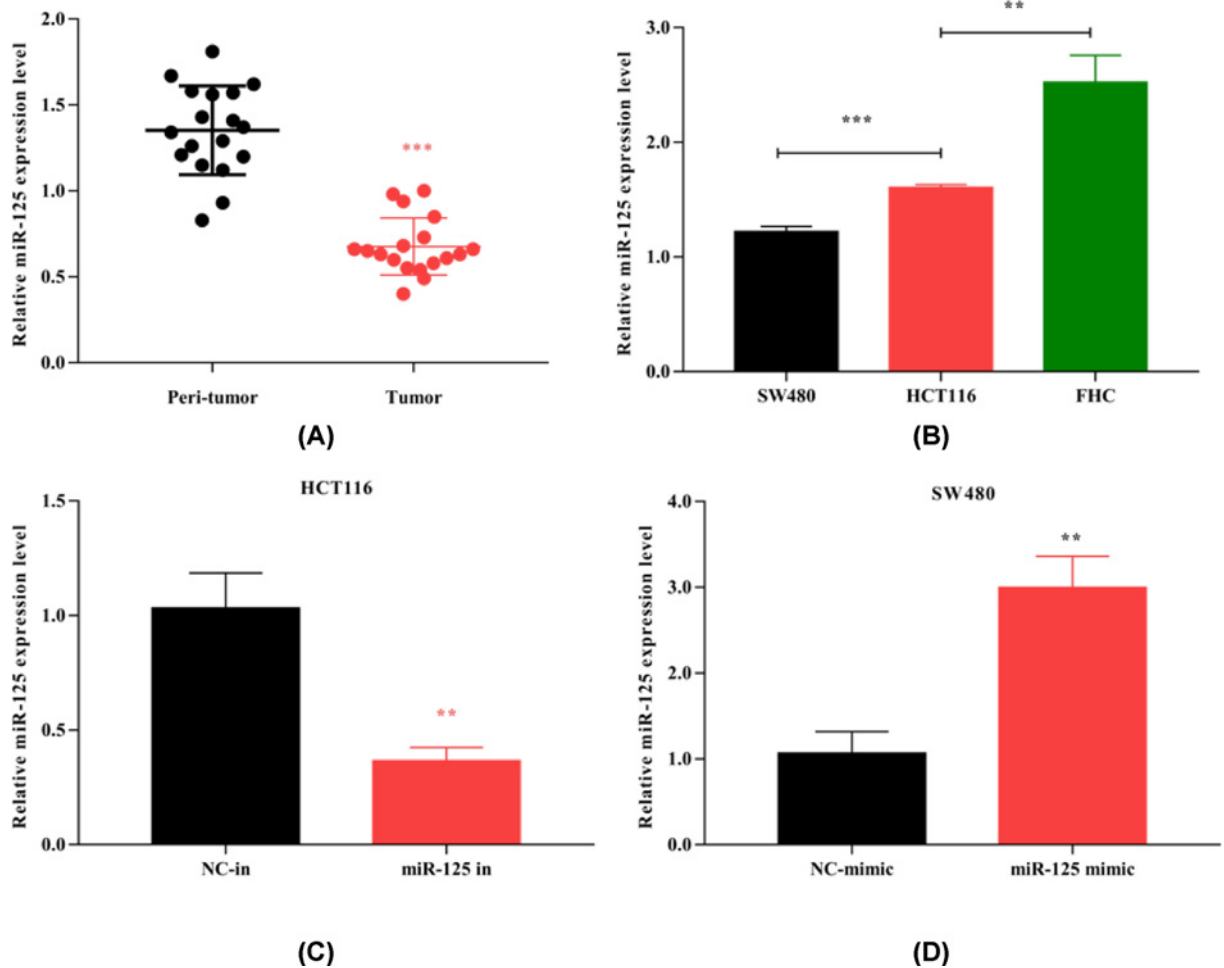 Relative miR-125 expression level
2.0
1.5
1.0
0.5
0.0
***
Peri-tumor Tumor
(A)
Relative miR-125 expression level
3.0
2.0
1.0
0.0
**
***
SW480 HCT116 FHC
(B)
HCT116
Relative miR-125 expression level
1.5
1.0
0.5
0.0
**
NC-in miR-125 in
(C)
SW480
Relative miR-125 expression level
4.0
3.0
2.0
1.0
0.0
**
NC-mimic miR-125 mimic
(D)